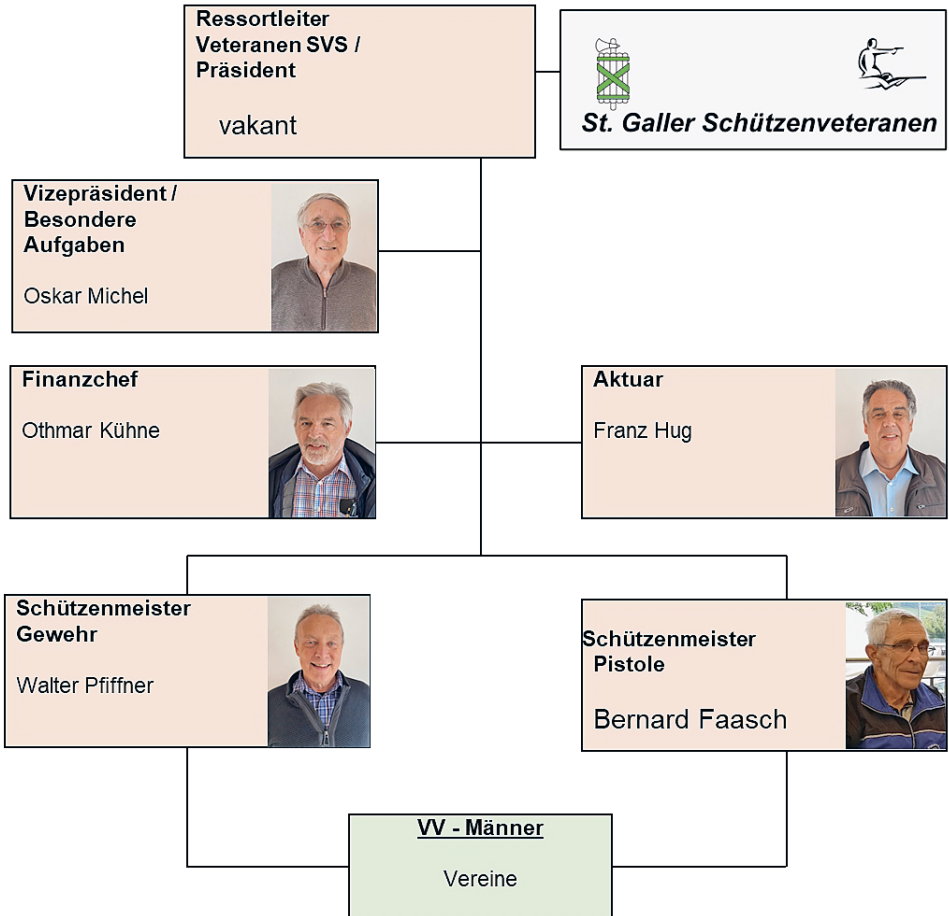 Ressortleiter
Veteranen SVS /
Präsident
vakant
St. Galler Schützenveteranen
Vizepräsident /
Besondere
Aufgaben
Oskar Michel
Finanzchef
Othmar Kühne
Aktuar
Franz Hug
Schützenmeister
Gewehr
Walter Pfiffner
Schützenmeister
Pistole
Bernard Faasch
VV - Männer
Vereine